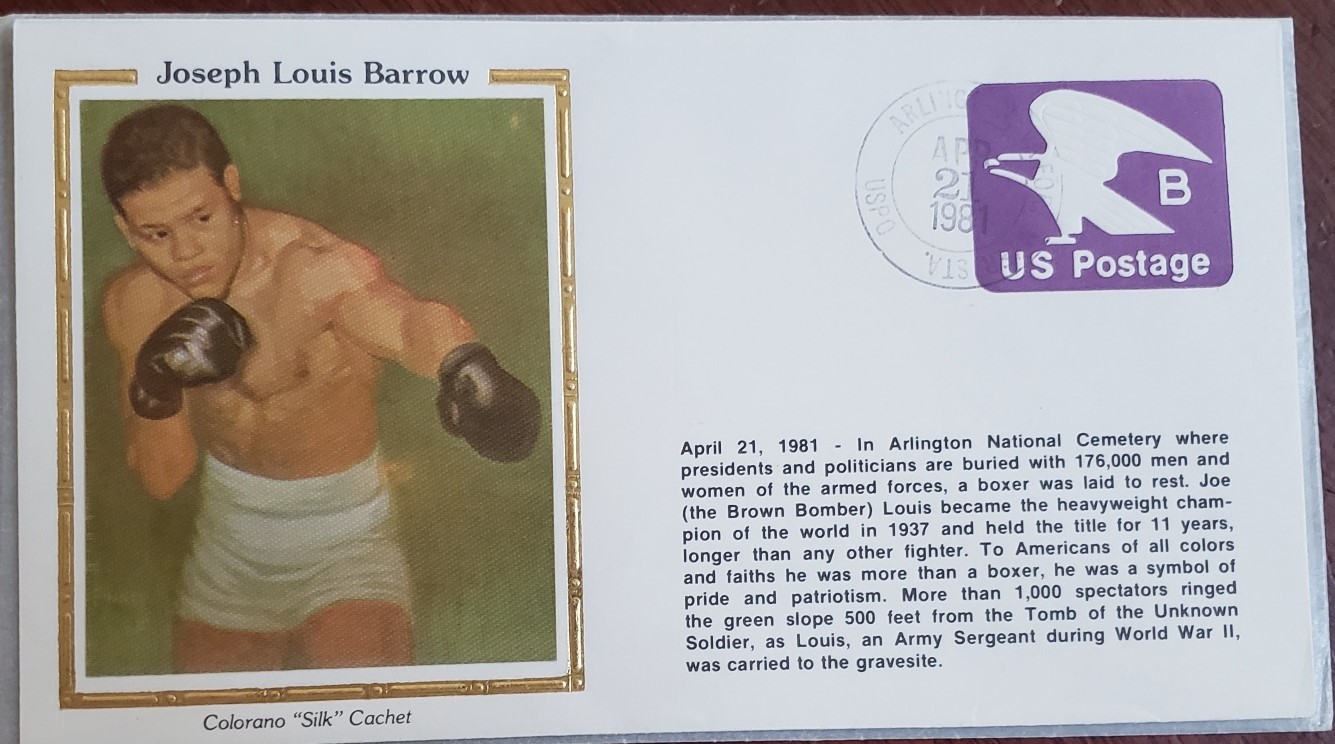 Joseph Louis Barrow
APR
21
1981
USPO
STA.
B
US Postage
April 21, 1981 - In Arlington National Cemetery where
presidents and politicians are buried with 176,000 men and
women of the armed forces, a boxer was laid to rest. Joe
(the Brown Bomber) Louis became the heavyweight cham-
pion of the world in 1937 and held the title for 11 years,
longer than any other fighter. To Americans of all colors
and faiths he was more than a boxer, he was a symbol of
pride and patriotism. More than 1,000 spectators ringed
the green slope 500 feet from the Tomb of the Unknown
Soldier, as Louis, an Army Sergeant during World War II,
was carried to the gravesite.
Colorano “Silk” Cachet